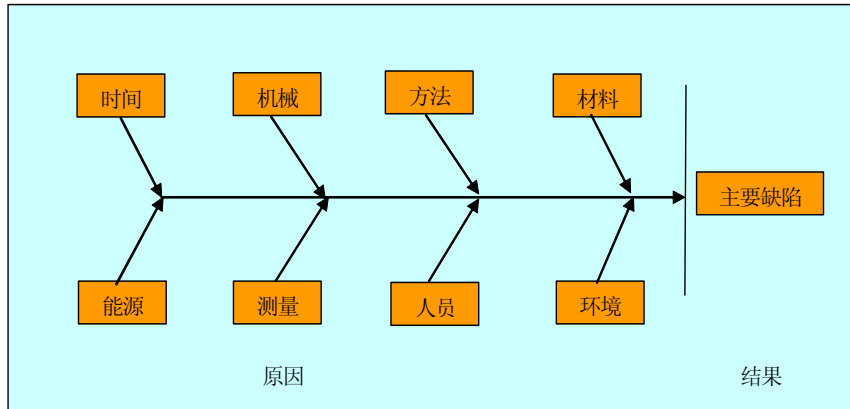 时间
机械
方法
材料
主要缺陷
能源
测量
人员
环境
原因
结果